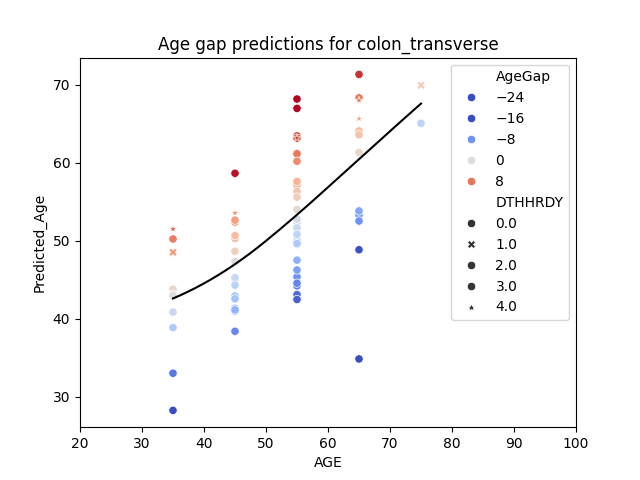 Age gap predictions for colon_transverse
Predicted_Age
70
60
50
40
30
20 30 40 50 60 70 80 90 100
AGE
AgeGap
−24
−16
−8
0
8
DTHHRDY
0.0
1.0
2.0
3.0
4.0